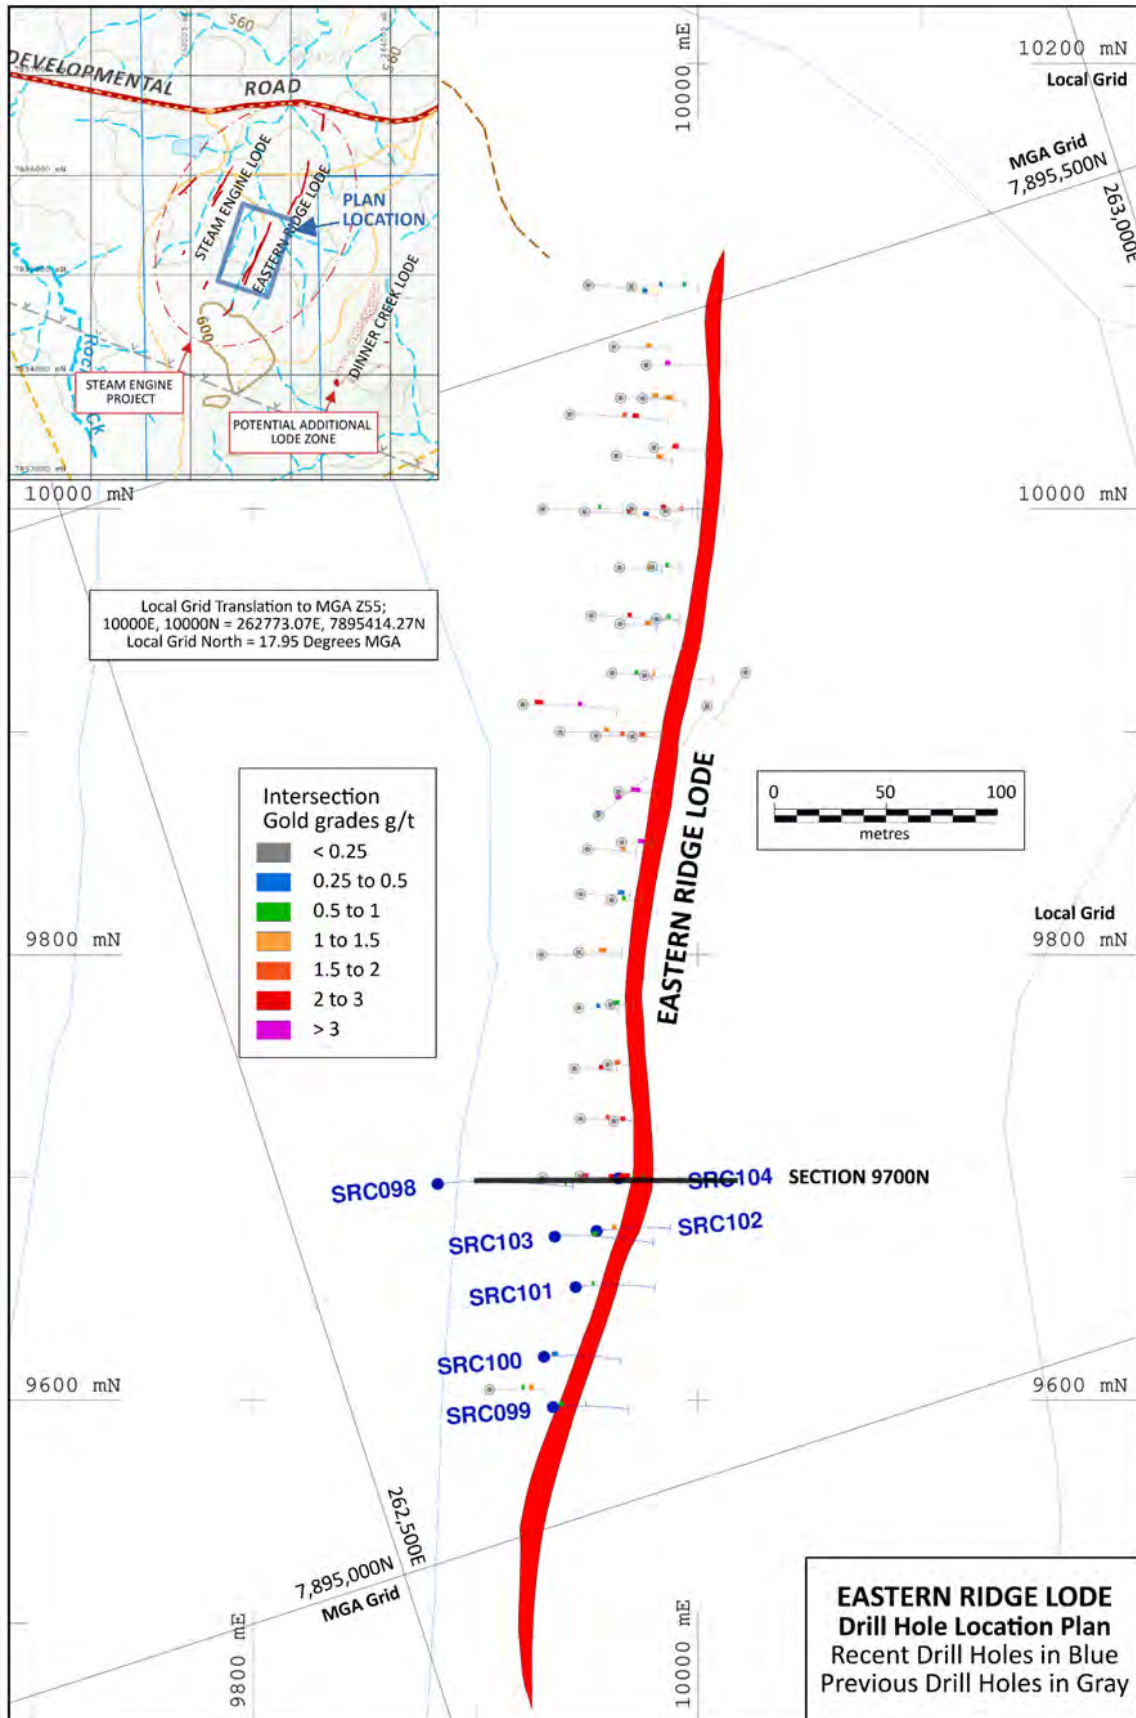 560
560
DEVELOPMENTAL ROAD
STEAM ENGINE LODE
EASTERN RIDGE LODE
PLAN
LOCATION
DINNER CREEK LODE
600
STEAM ENGINE
PROJECT
POTENTIAL ADDITIONAL
LODE ZONE
10000 mE
10200 mN
Local Grid
MGA Grid
7,895,500N
263,000E
10000 mN
10000 mN
Local Grid Translation to MGA Z55;
10000E, 10000N = 262773.07E, 7895414.27N
Local Grid North = 17.95 Degrees MGA
Intersection
Gold grades g/t
< 0.25
0.25 to 0.5
0.5 to 1
1 to 1.5
1.5 to 2
2 to 3
> 3
EASTERN RIDGE LODE
0 50 100
metres
Local Grid
9800 mN
9800 mN
SRC098
SRC104
SECTION 9700N
SRC103
SRC102
SRC101
SRC100
SRC099
9600 mN
9600 mN
262,500E
7,895,000N
MGA Grid
9800 mE
10000 mE
EASTERN RIDGE LODE
Drill Hole Location Plan
Recent Drill Holes in Blue
Previous Drill Holes in Gray